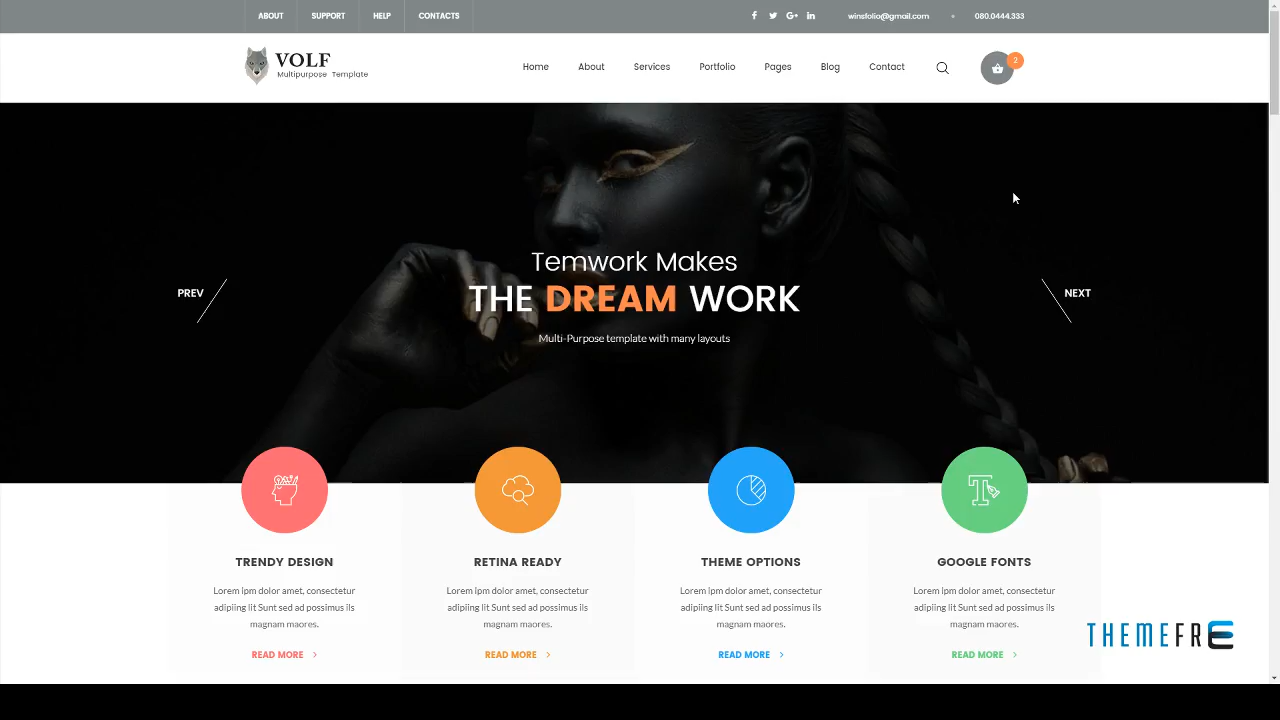 ABOUT SUPPORT HELP CONTACTS winsfolio@gmail.com 080.0444.333
VOLF
Multipurpose Template
Home About Services Portfolio Pages Blog Contact 2
Temwork Makes
THE DREAM WORK
Multi-Purpose template with many layouts
PREV
NEXT
TRENDY DESIGN
Lorem Ipm dolor amet, consectetur
adipiing lit Sunt sed ad possimus ils
magnam maores.
READ MORE
RETINA READY
Lorem Ipm dolor amet, consectetur
adipiing lit Sunt sed ad possimus ils
magnam maores.
READ MORE
THEME OPTIONS
Lorem Ipm dolor amet, consectetur
adipiing lit Sunt sed ad possimus ils
magnam maores.
READ MORE
GOOGLE FONTS
Lorem Ipm dolor amet, consectetur
adipiing lit Sunt sed ad possimus ils
magnam maores.
READ MORE
THEMEFRE